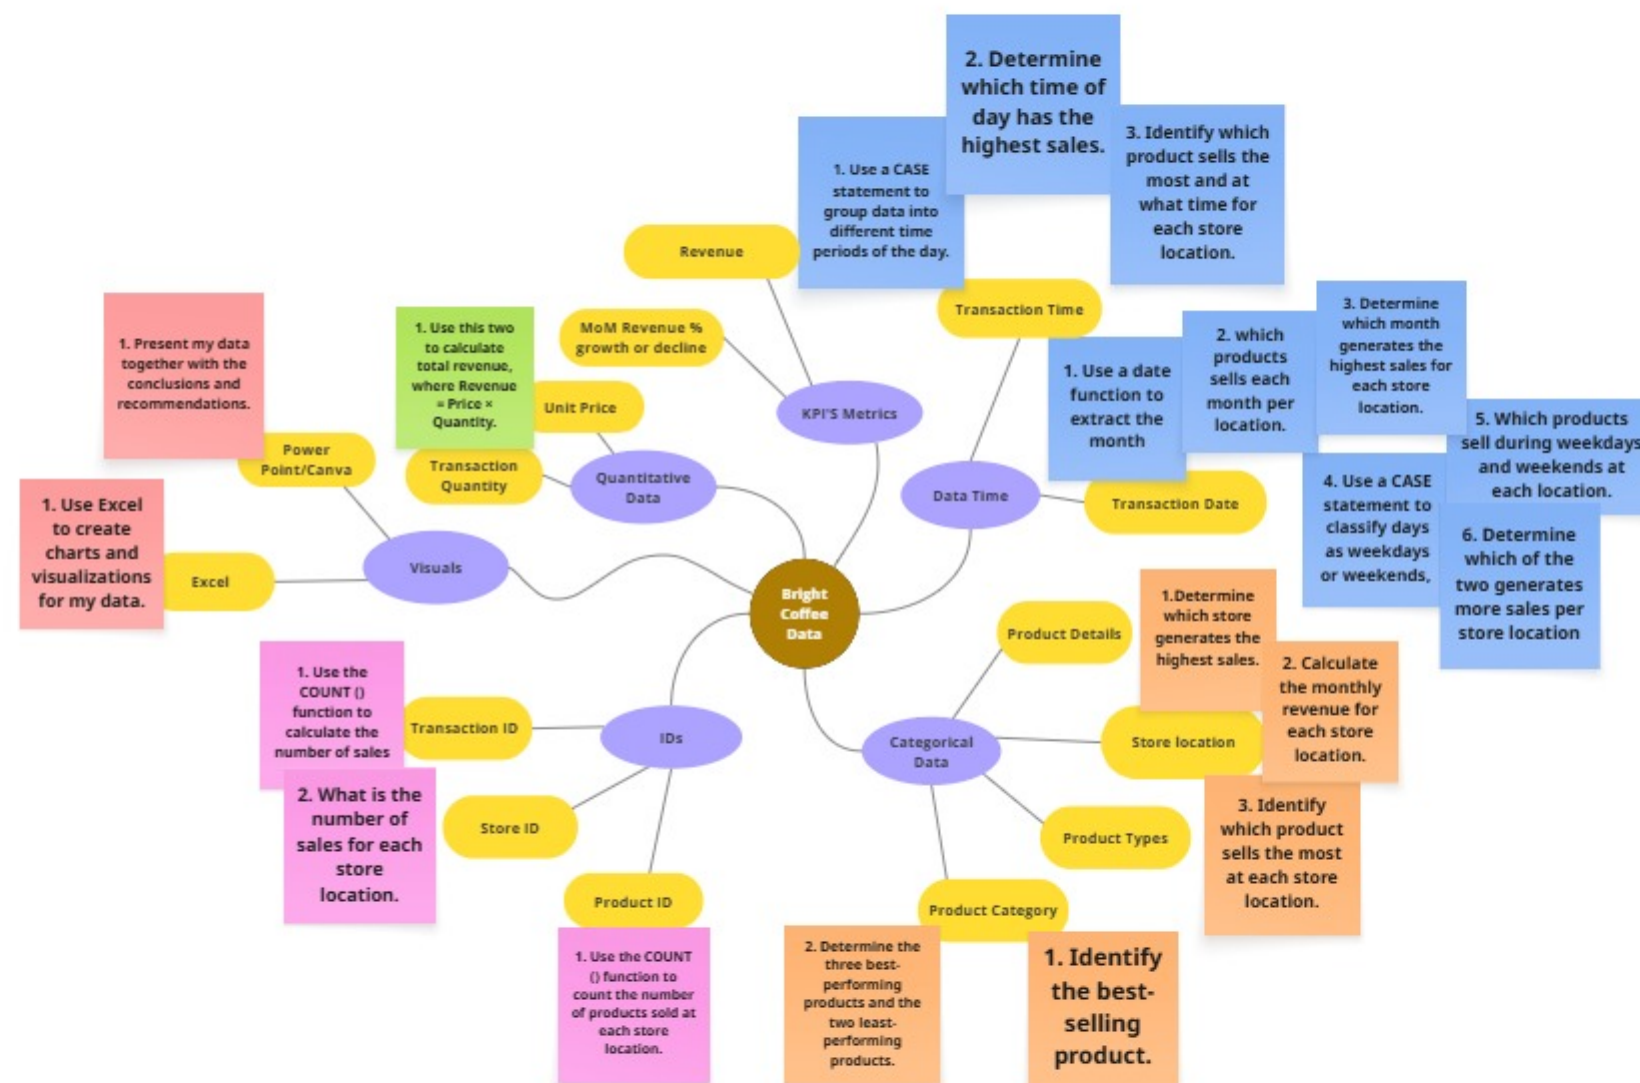 2. Determine
which time of
day has the
highest sales.
3. Identify which
product sells the
most and at
what time for
each store
location.
1. Use a CASE
statement to
group data into
different time
periods of the day.
Revenue
Transaction Time
MoM Revenue %
growth or decline
KPI'S Metrics
1. Present my data
together with the
conclusions and
recommendations.
1. Use this two
to calculate
total revenue,
where Revenue
= Price ×
Quantity.
Unit Price
Transaction
Quantity
Quantitative
Data
Power
Point/Canva
1. Use Excel
to create
charts and
visualizations
for my data.
Excel
Visuals
Data Time
1. Use a date
function to
extract the
month
2. which
products
sells each
month per
location.
3. Determine
which month
generates the
highest sales for
each store
location.
Transaction Date
4. Use a CASE
statement to
classify days
as weekdays
or weekends,
5. Which products
sell during weekdays
and weekends at
each location.
6. Determine
which of the
two generates
more sales per
store location
Bright
Coffee
Data
Product Details
1.Determine
which store
generates the
highest sales.
2. Calculate
the monthly
revenue for
each store
location.
Store location
Categorical
Data
3. Identify
which product
sells the most
at each store
location.
Product Types
Product Category
2. Determine the
three best-
performing
products and the
two least-
performing
products.
1. Identify
the best-
selling
product.
1. Use the
COUNT ()
function to
calculate the
number of sales
Transaction ID
IDs
2. What is the
number of
sales for each
store
location.
Store ID
Product ID
1. Use the COUNT
() function to
count the number
of products sold at
each store
location.